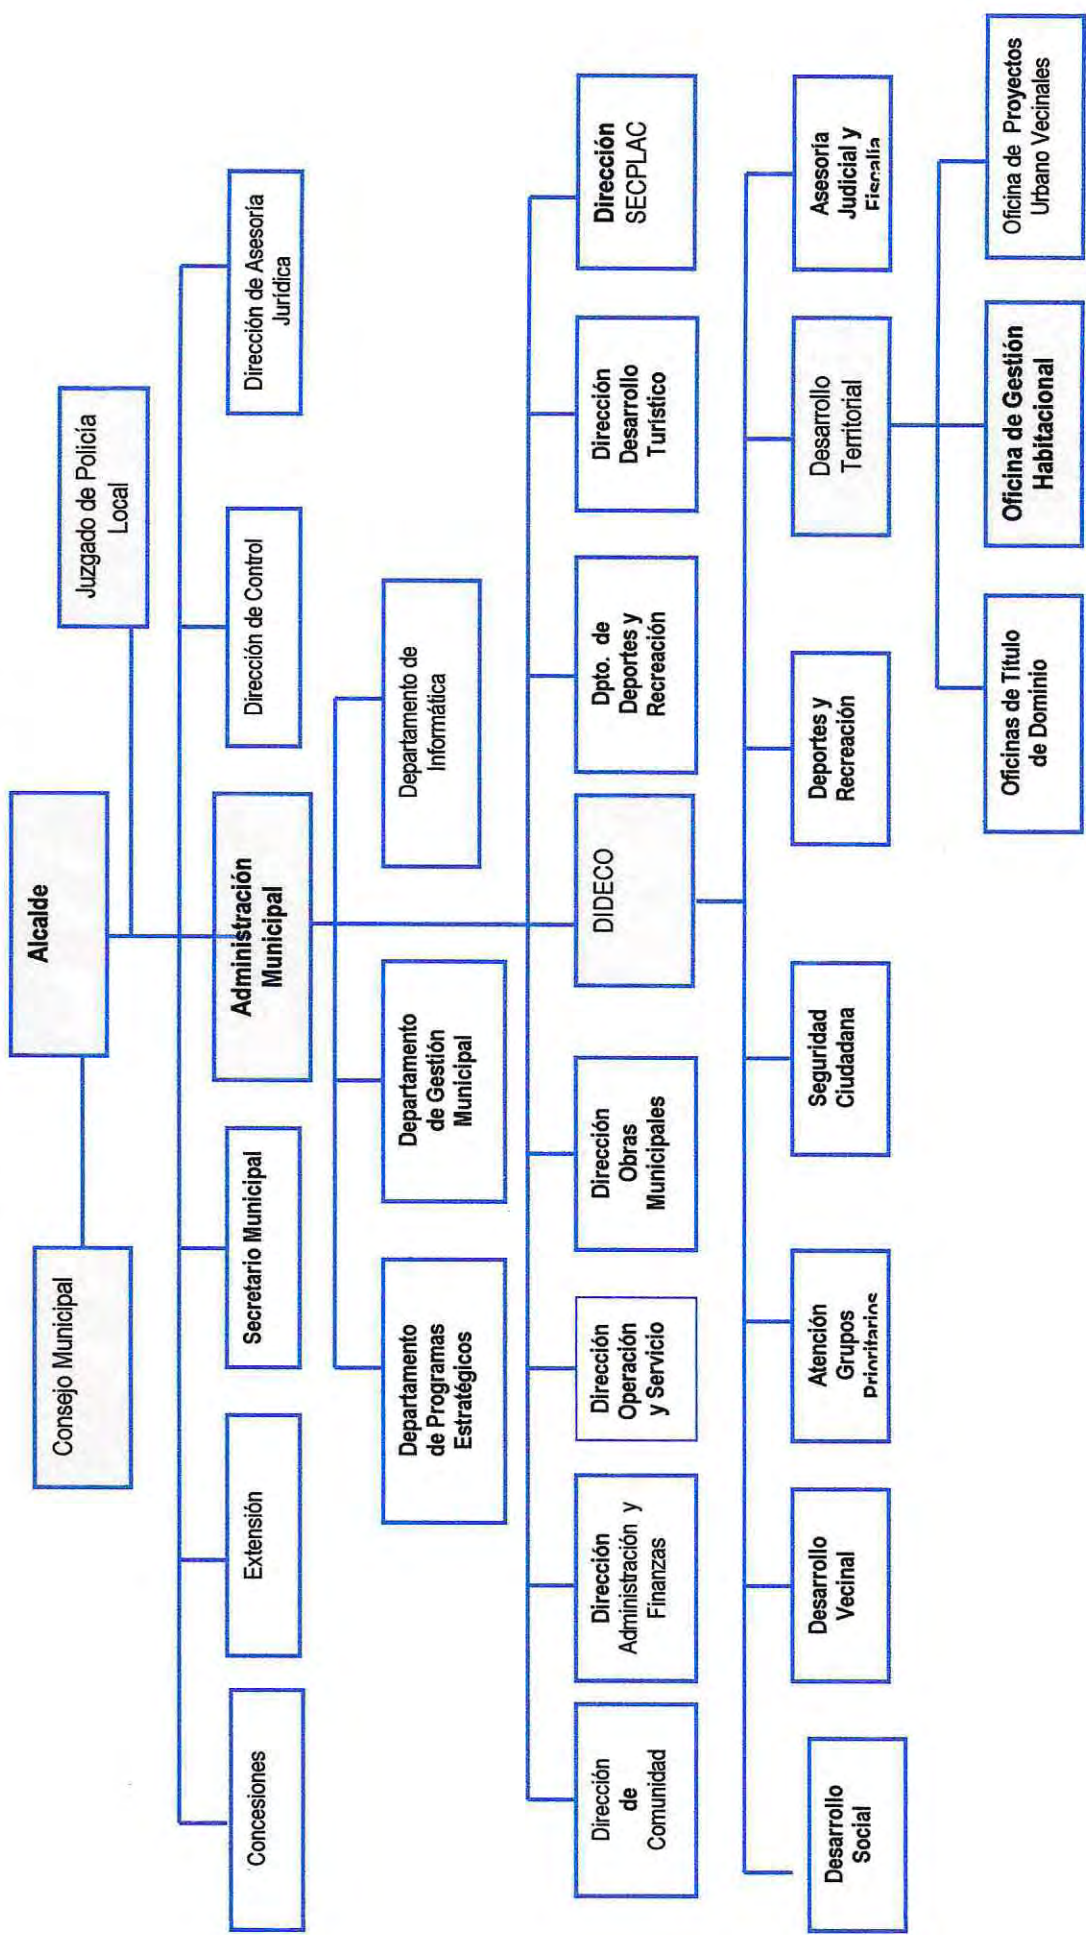 Alcalde
Consejo Municipal
Juzgado de Policía
Local
Concesiones
Extensión
Secretario Municipal
Administración
Municipal
Dirección de Control
Dirección de Asesoría
Jurídica
Departamento
de Programas
Estratégicos
Departamento
de Gestión
Municipal
Departamento de
Informática
Dirección
de
Comunidad
Dirección
Administración y
Finanzas
Dirección
Operación
y Servicio
Dirección
Obras
Municipales
DIDECO
Dpto. de
Deportes y
Recreación
Dirección
Desarrollo
Turístico
Dirección
SECPLAC
Desarrollo
Social
Desarrollo
Vecinal
Atención
Grupos
Prioritarios
Seguridad
Ciudadana
Deportes y
Recreación
Desarrollo
Territorial
Asesoría
Judicial y
Fiscalía
Oficinas de Título
de Dominio
Oficina de Gestión
Habitacional
Oficina de Proyectos
Urbano Vecinales